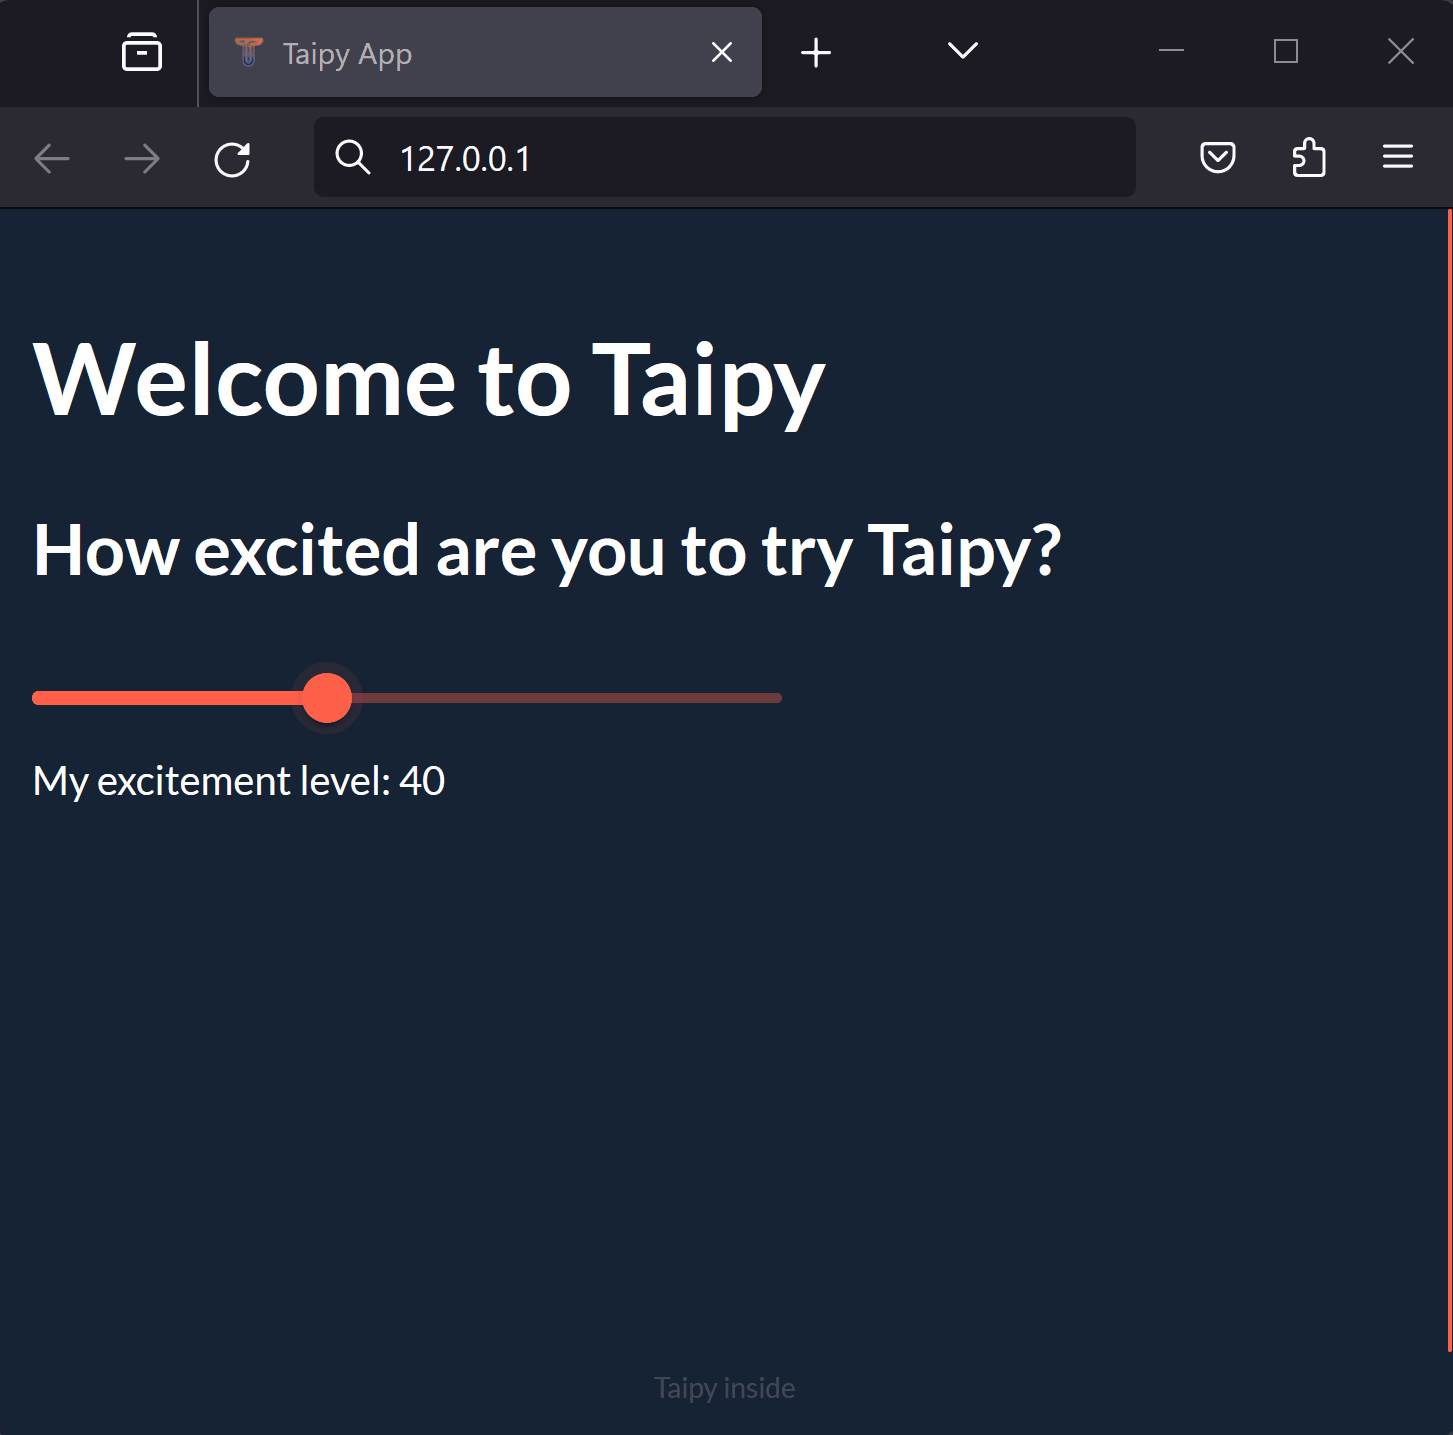 Taipy App
127.0.0.1
Welcome to Taipy
How excited are you to try Taipy?
My excitement level: 40
Taipy inside